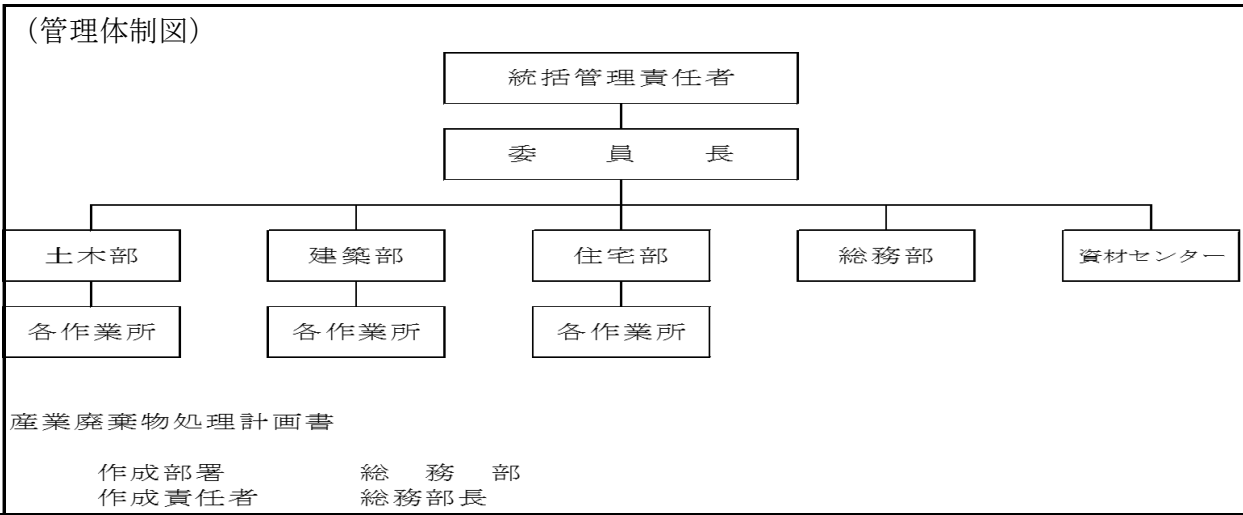 （管理体制図）
統括管理責任者
委員長
土木部 建築部 住宅部 総務部 資材センター
各作業所 各作業所 各作業所
産業廃棄物処理計画書
作成部署 総務部
作成責任者 総務部長